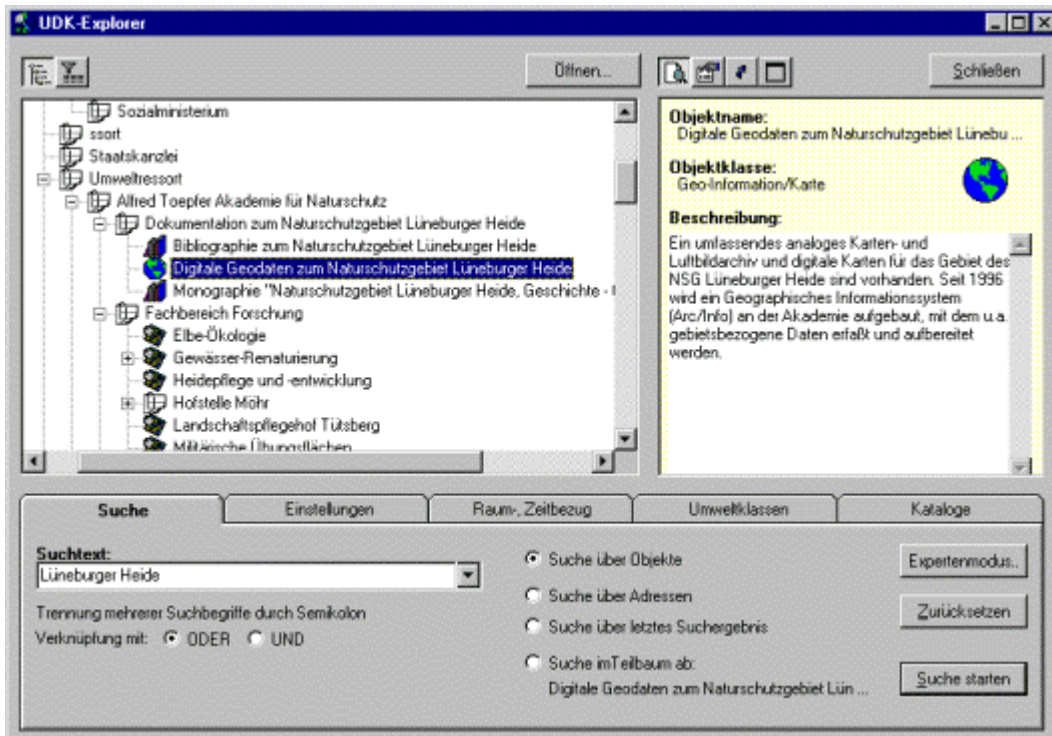 UDK-Explorer
Öffnen...
Schließen
Sozialministerium
ssort
Staatskanzlei
Umweltressort
Alfred Toepfer Akademie für Naturschutz
Dokumentation zum Naturschutzgebiet Lüneburger Heide
Bibliographie zum Naturschutzgebiet Lüneburger Heide
Digitale Geodaten zum Naturschutzgebiet Lüneburger Heide
Monographie "Naturschutzgebiet Lüneburger Heide, Geschichte -
Fachbereich Forschung
Elbe-Ökologie
Gewässer-Renaturierung
Heidepflege und -entwicklung
Hofstelle Möhr
Landschaftspflegehof Tütsberg
Militärische Übungsflächen
Objektname:
Digitale Geodaten zum Naturschutzgebiet Lünebu ...
Objektklasse:
Geo-Information/Karte
Beschreibung:
Ein umfassendes analoges Karten- und
Luftbildarchiv und digitale Karten für das Gebiet des
NSG Lüneburger Heide sind vorhanden. Seit 1996
wird ein Geographisches Informationssystem
(Arc/Info) an der Akademie aufgebaut, mit dem u.a.
gebietsbezogene Daten erfaßt und aufbereitet
werden.
Suche
Einstellungen
Raum-, Zeitbezug
Umweltklassen
Kataloge
Suchtext:
Lüneburger Heide
Trennung mehrerer Suchbegriffe durch Semikolon
Verknüpfung mit: ODER UND
Suche über Objekte
Suche über Adressen
Suche über letztes Suchergebnis
Suche imTeilbaum ab:
Digitale Geodaten zum Naturschutzgebiet Lün ...
Expertenmodus..
Zurücksetzen
Suche starten